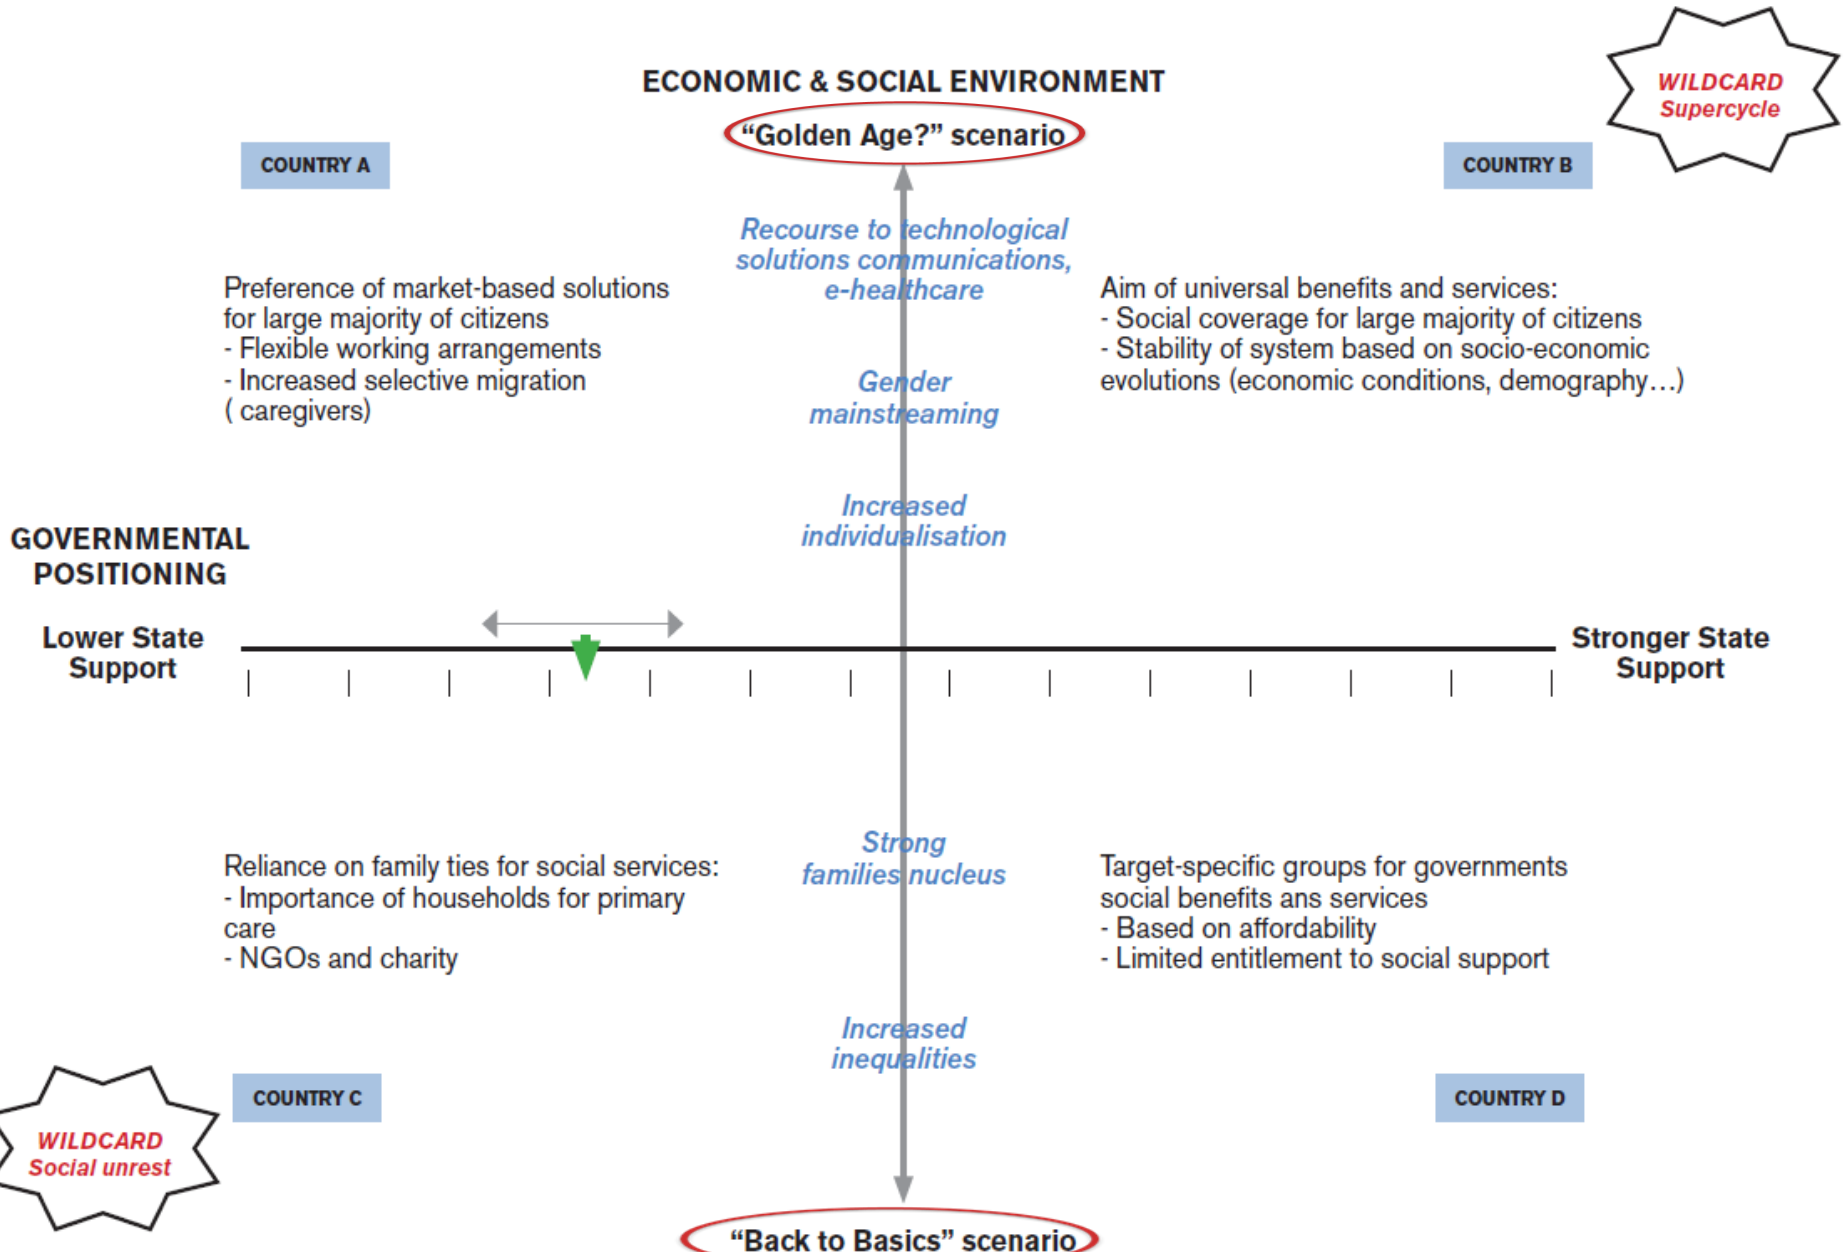 ECONOMIC & SOCIAL ENVIRONMENT
“Golden Age?” scenario
WILDCARD
Supercycle
COUNTRY A
COUNTRY B
Recourse to technological
solutions communications,
e-healthcare
Preference of market-based solutions
for large majority of citizens
- Flexible working arrangements
- Increased selective migration
( caregivers)
Aim of universal benefits and services:
- Social coverage for large majority of citizens
- Stability of system based on socio-economic
evolutions (economic conditions, demography…)
Gender
mainstreaming
Increased
individualisation
GOVERNMENTAL
POSITIONING
Lower State
Support
Stronger State
Support
Strong
families nucleus
Reliance on family ties for social services:
- Importance of households for primary
care
- NGOs and charity
Target-specific groups for governments
social benefits ans services
- Based on affordability
- Limited entitlement to social support
Increased
inequalities
COUNTRY C
COUNTRY D
WILDCARD
Social unrest
“Back to Basics” scenario